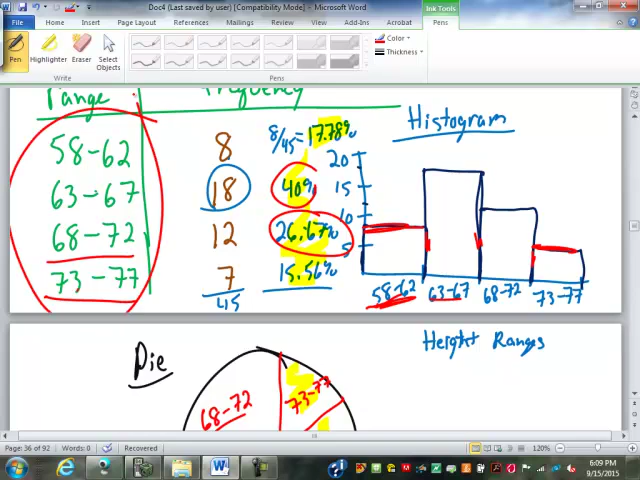 Doc4 (Last saved by user) [Compatibility Mode] - Microsoft Word
Ink Tools
File Home Insert Page Layout References Mailings Review View Add-Ins Acrobat Pens
Pen
Highlighter
Eraser
Select Objects
Color
Thickness
Write
Pens
range frequency
Histogram
58-62 8 8/45=17.78%
63-67 18 40%
68-72 12 26.67%
73-77 7 15.56%
45
20
15
10
5
58-62 63-67 68-72 73-77
Height Ranges
Pie
68-72 73-77
Page: 36 of 92 Words: 0 Recovered 120%
6:09 PM
9/15/2015